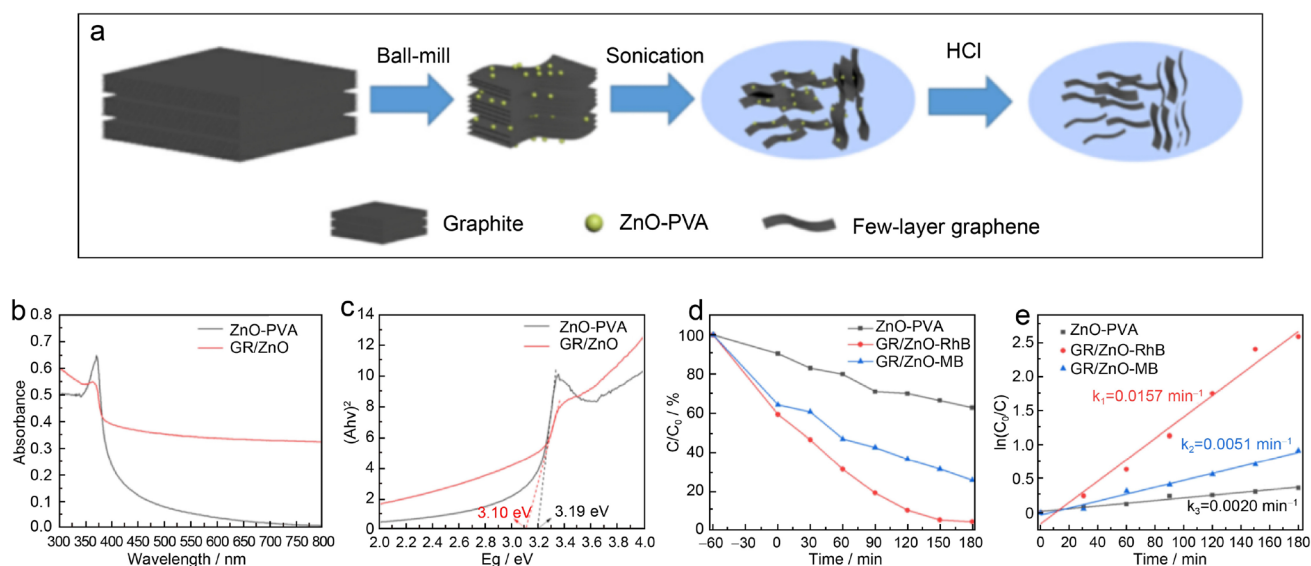 a
Ball-mill
Sonication
HCl
Graphite
ZnO-PVA
Few-layer graphene
b
0.8
0.7
0.6
0.5
0.4
0.3
0.2
0.1
0.0
Absorbance
ZnO-PVA
GR/ZnO
300 400 500 600 700 800
Wavelength / nm
c
14
12
10
8
6
4
2
0
(Ahv)²
ZnO-PVA
GR/ZnO
3.10 eV
3.19 eV
2.0 2.2 2.4 2.6 2.8 3.0 3.2 3.4 3.6 3.8 4.0
Eg / eV
d
100
80
60
40
20
0
C/C₀ / %
ZnO-PVA
GR/ZnO-RhB
GR/ZnO-MB
−60 −30 0 30 60 90 120 150 180
Time / min
e
2.5
2.0
1.5
1.0
0.5
0.0
ln(C₀/C)
ZnO-PVA
GR/ZnO-RhB
GR/ZnO-MB
k₁=0.0157 min⁻¹
k₂=0.0051 min⁻¹
k₃=0.0020 min⁻¹
0 20 40 60 80 100 120 140 160 180
Time / min